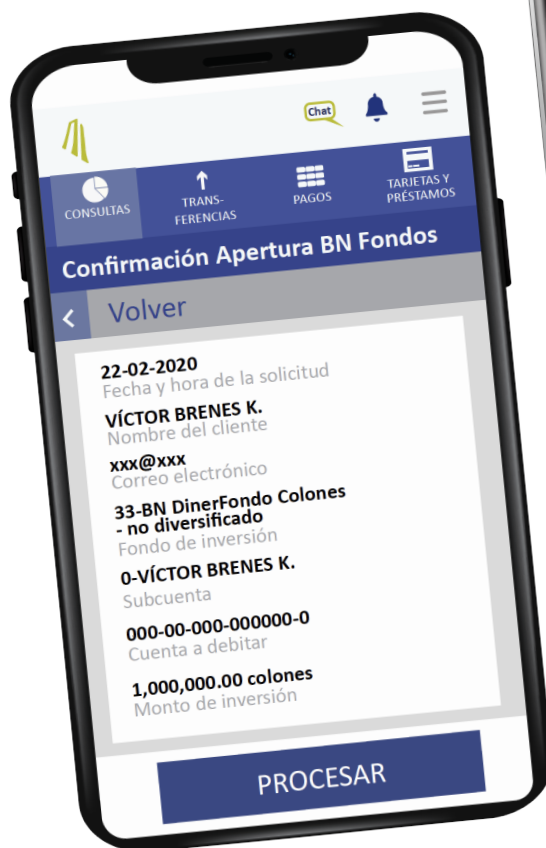 Chat
CONSULTAS
TRANS-
FERENCIAS
PAGOS
TARJETAS Y
PRÉSTAMOS
Confirmación Apertura BN Fondos
Volver
22-02-2020
Fecha y hora de la solicitud
VÍCTOR BRENES K.
Nombre del cliente
xxx@xxx
Correo electrónico
33-BN DinerFondo Colones
- no diversificado
Fondo de inversión
0-VÍCTOR BRENES K.
Subcuenta
000-00-000-000000-0
Cuenta a debitar
1,000,000.00 colones
Monto de inversión
PROCESAR